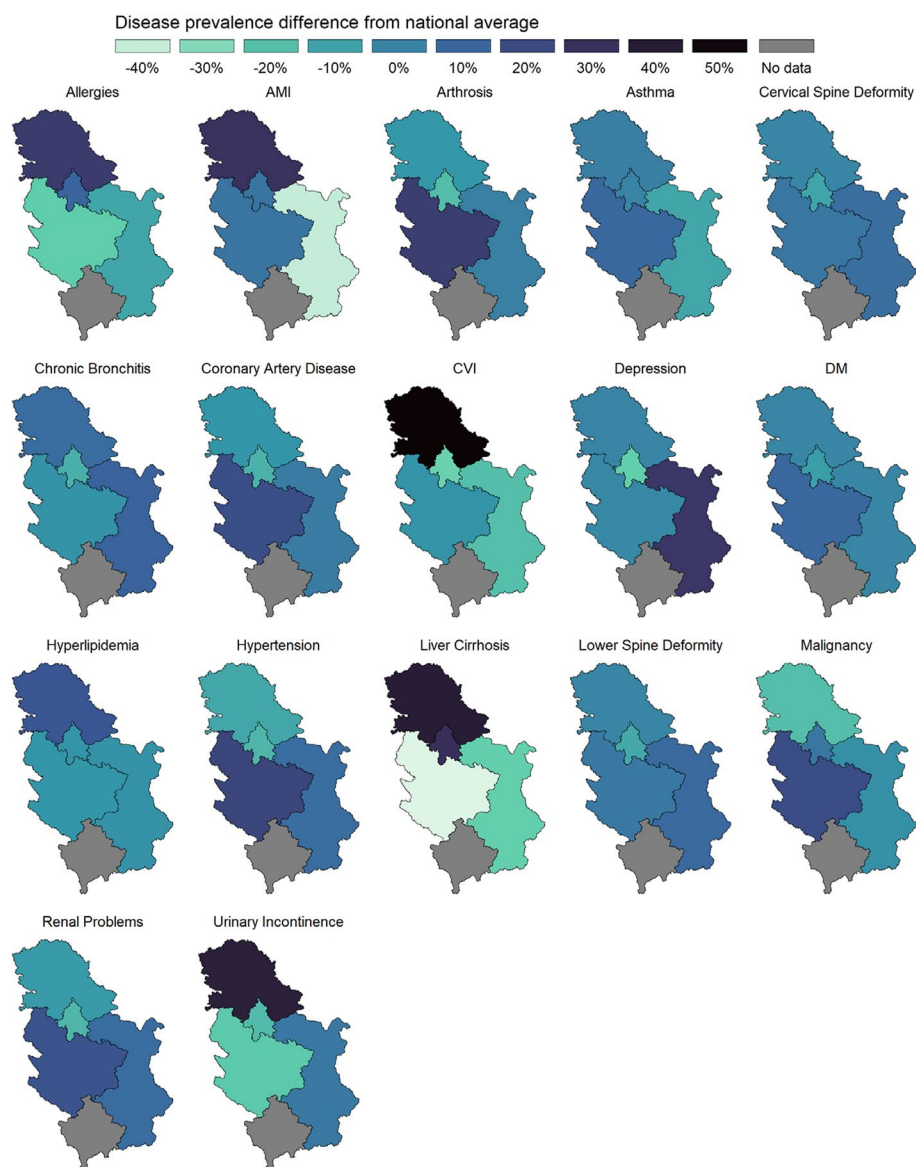 Disease prevalence difference from national average
-40% -30% -20% -10% 0% 10% 20% 30% 40% 50% No data
Allergies AMI Arthrosis Asthma Cervical Spine Deformity
Chronic Bronchitis Coronary Artery Disease CVI Depression DM
Hyperlipidemia Hypertension Liver Cirrhosis Lower Spine Deformity Malignancy
Renal Problems Urinary Incontinence